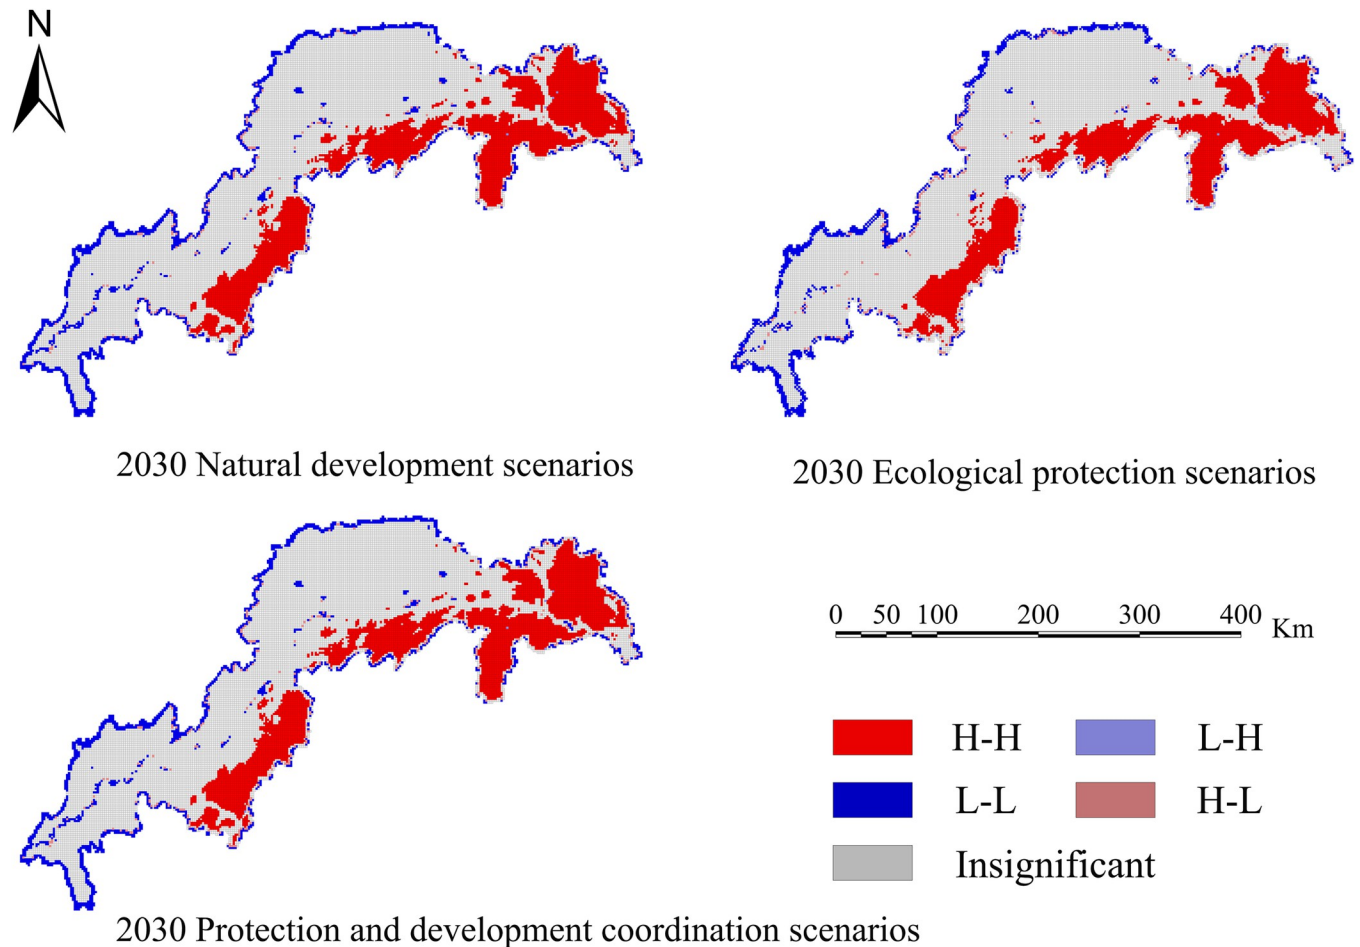 N
2030 Natural development scenarios
2030 Ecological protection scenarios
0 50 100 200 300 400 Km
H-H L-H
L-L H-L
Insignificant
2030 Protection and development coordination scenarios